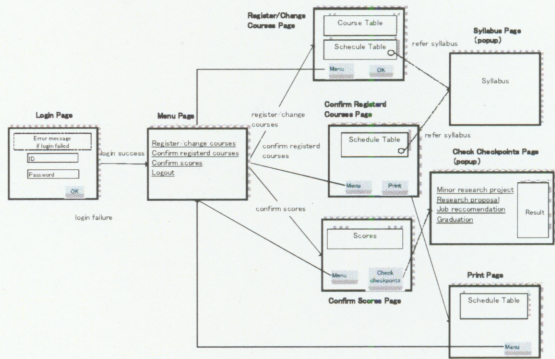 Register/Change
Courses Page
Course Table
Schecule Table
Menu
OK
refer syllabus
Syllabus Page
(popup)
Syllabus
Login Page
Error message
if login failed
ID
Password
OK
login success
login failure
Menu Page
Register/change courses
Confirm registerd courses
Confirm scores
Logout
register/change
courses
confirm registerd
courses
confirm scores
Confirm Registerd
Courses Page
Schedule Table
Menu
Print
refer syllabus
Check Checkpoints Page
(popup)
Minor research project
Research proposal
Job reccomendation
Graduation
Result
Scores
Menu
Check
checkpoints
Confirm Scores Page
Print Page
Schedule Table
Menu